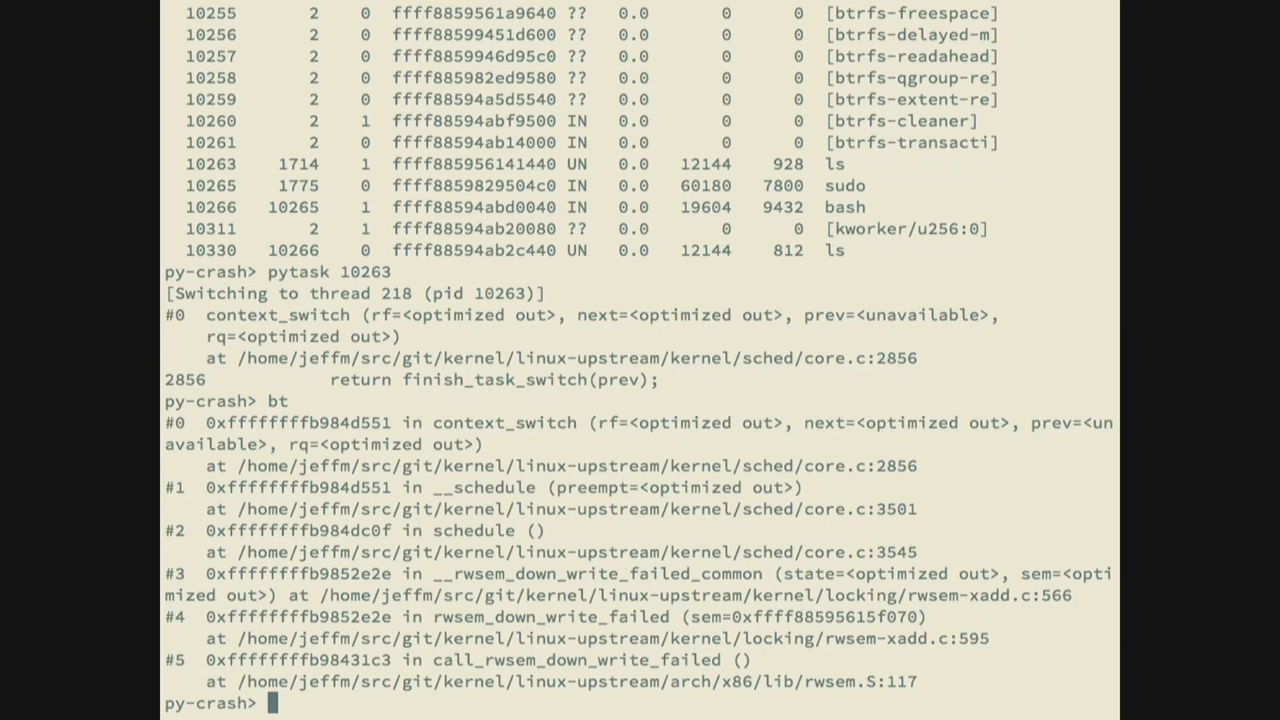 10255 2 0 ffff8859561a9640 ?? 0.0 0 0 [btrfs-freespace]
10256 2 0 ffff88599451d600 ?? 0.0 0 0 [btrfs-delayed-m]
10257 2 0 ffff8859946d95c0 ?? 0.0 0 0 [btrfs-readahead]
10258 2 0 ffff885982ed9580 ?? 0.0 0 0 [btrfs-qgroup-re]
10259 2 0 ffff88594a5d5540 ?? 0.0 0 0 [btrfs-extent-re]
10260 2 1 ffff88594abf9500 IN 0.0 0 0 [btrfs-cleaner]
10261 2 0 ffff88594ab14000 IN 0.0 0 0 [btrfs-transacti]
10263 1714 1 ffff885956141440 UN 0.0 12144 928 ls
10265 1775 0 ffff8859829504c0 IN 0.0 60180 7800 sudo
10266 10265 1 ffff88594abd0040 IN 0.0 19604 9432 bash
10311 2 1 ffff88594ab20080 ?? 0.0 0 0 [kworker/u256:0]
10330 10266 0 ffff88594ab2c440 UN 0.0 12144 812 ls
py-crash> pytask 10263
[Switching to thread 218 (pid 10263)]
#0 context_switch (rf=<optimized out>, next=<optimized out>, prev=<unavailable>,
rq=<optimized out>)
at /home/jeffm/src/git/kernel/linux-upstream/kernel/sched/core.c:2856
2856 return finish_task_switch(prev);
py-crash> bt
#0 0xffffffffb984d551 in context_switch (rf=<optimized out>, next=<optimized out>, prev=<un
available>, rq=<optimized out>)
at /home/jeffm/src/git/kernel/linux-upstream/kernel/sched/core.c:2856
#1 0xffffffffb984d551 in __schedule (preempt=<optimized out>)
at /home/jeffm/src/git/kernel/linux-upstream/kernel/sched/core.c:3501
#2 0xffffffffb984dc0f in schedule ()
at /home/jeffm/src/git/kernel/linux-upstream/kernel/sched/core.c:3545
#3 0xffffffffb9852e2e in __rwsem_down_write_failed_common (state=<optimized out>, sem=<opti
mized out>) at /home/jeffm/src/git/kernel/linux-upstream/kernel/locking/rwsem-xadd.c:566
#4 0xffffffffb9852e2e in rwsem_down_write_failed (sem=0xffff88595615f070)
at /home/jeffm/src/git/kernel/linux-upstream/kernel/locking/rwsem-xadd.c:595
#5 0xffffffffb98431c3 in call_rwsem_down_write_failed ()
at /home/jeffm/src/git/kernel/linux-upstream/arch/x86/lib/rwsem.S:117
py-crash>